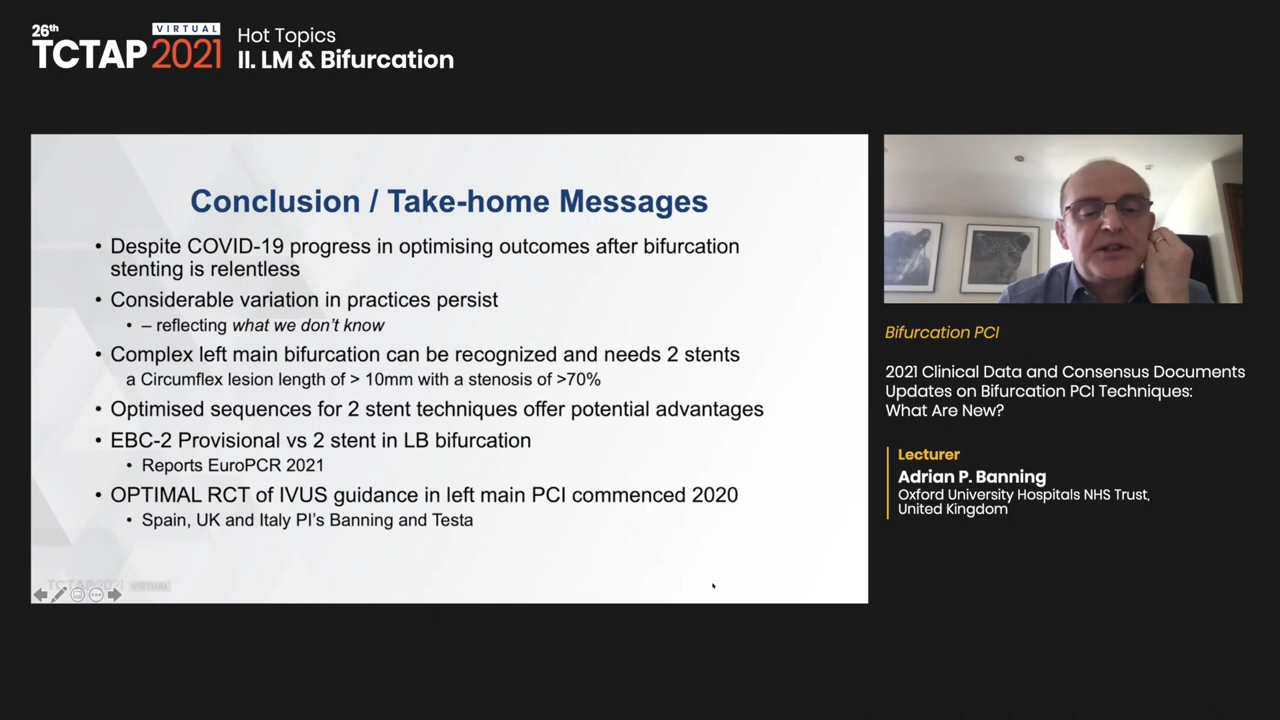 26th
VIRTUAL
TCTAP 2021
Hot Topics
II. LM & Bifurcation
Conclusion / Take-home Messages
• Despite COVID-19 progress in optimising outcomes after bifurcation
stenting is relentless
• Considerable variation in practices persist
• – reflecting what we don't know
• Complex left main bifurcation can be recognized and needs 2 stents
a Circumflex lesion length of > 10mm with a stenosis of >70%
• Optimised sequences for 2 stent techniques offer potential advantages
• EBC-2 Provisional vs 2 stent in LB bifurcation
• Reports EuroPCR 2021
• OPTIMAL RCT of IVUS guidance in left main PCI commenced 2020
• Spain, UK and Italy PI's Banning and Testa
TCTAP2021 VIRTUAL
Bifurcation PCI
2021 Clinical Data and Consensus Documents
Updates on Bifurcation PCI Techniques:
What Are New?
Lecturer
Adrian P. Banning
Oxford University Hospitals NHS Trust,
United Kingdom